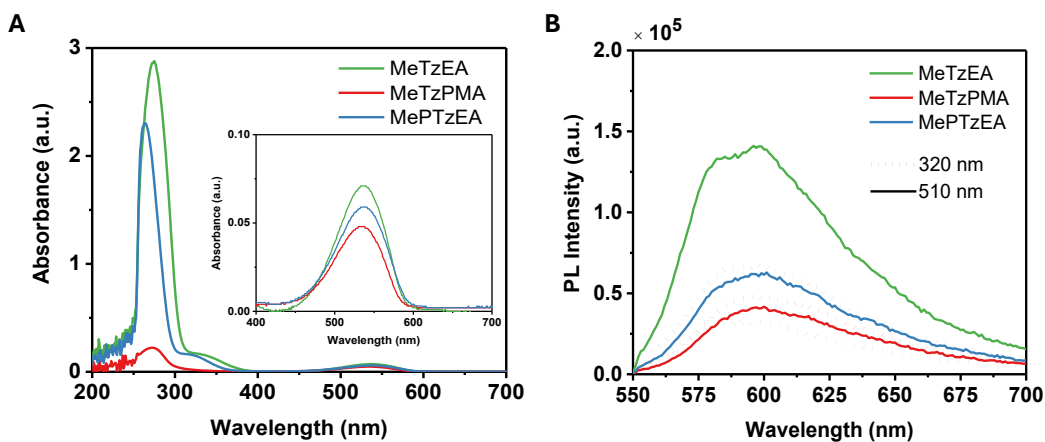 A
3
2
1
0
Absorbance (a.u.)
200 300 400 500 600 700
Wavelength (nm)
MeTzEA
MeTzPMA
MePTzEA
0.10
0.05
0.00
Absorbance (a.u.)
400 500 600 700
Wavelength (nm)
B
× 10⁵
2.0
1.5
1.0
0.5
0.0
PL Intensity (a.u.)
550 575 600 625 650 675 700
Wavelength (nm)
MeTzEA
MeTzPMA
MePTzEA
320 nm
510 nm